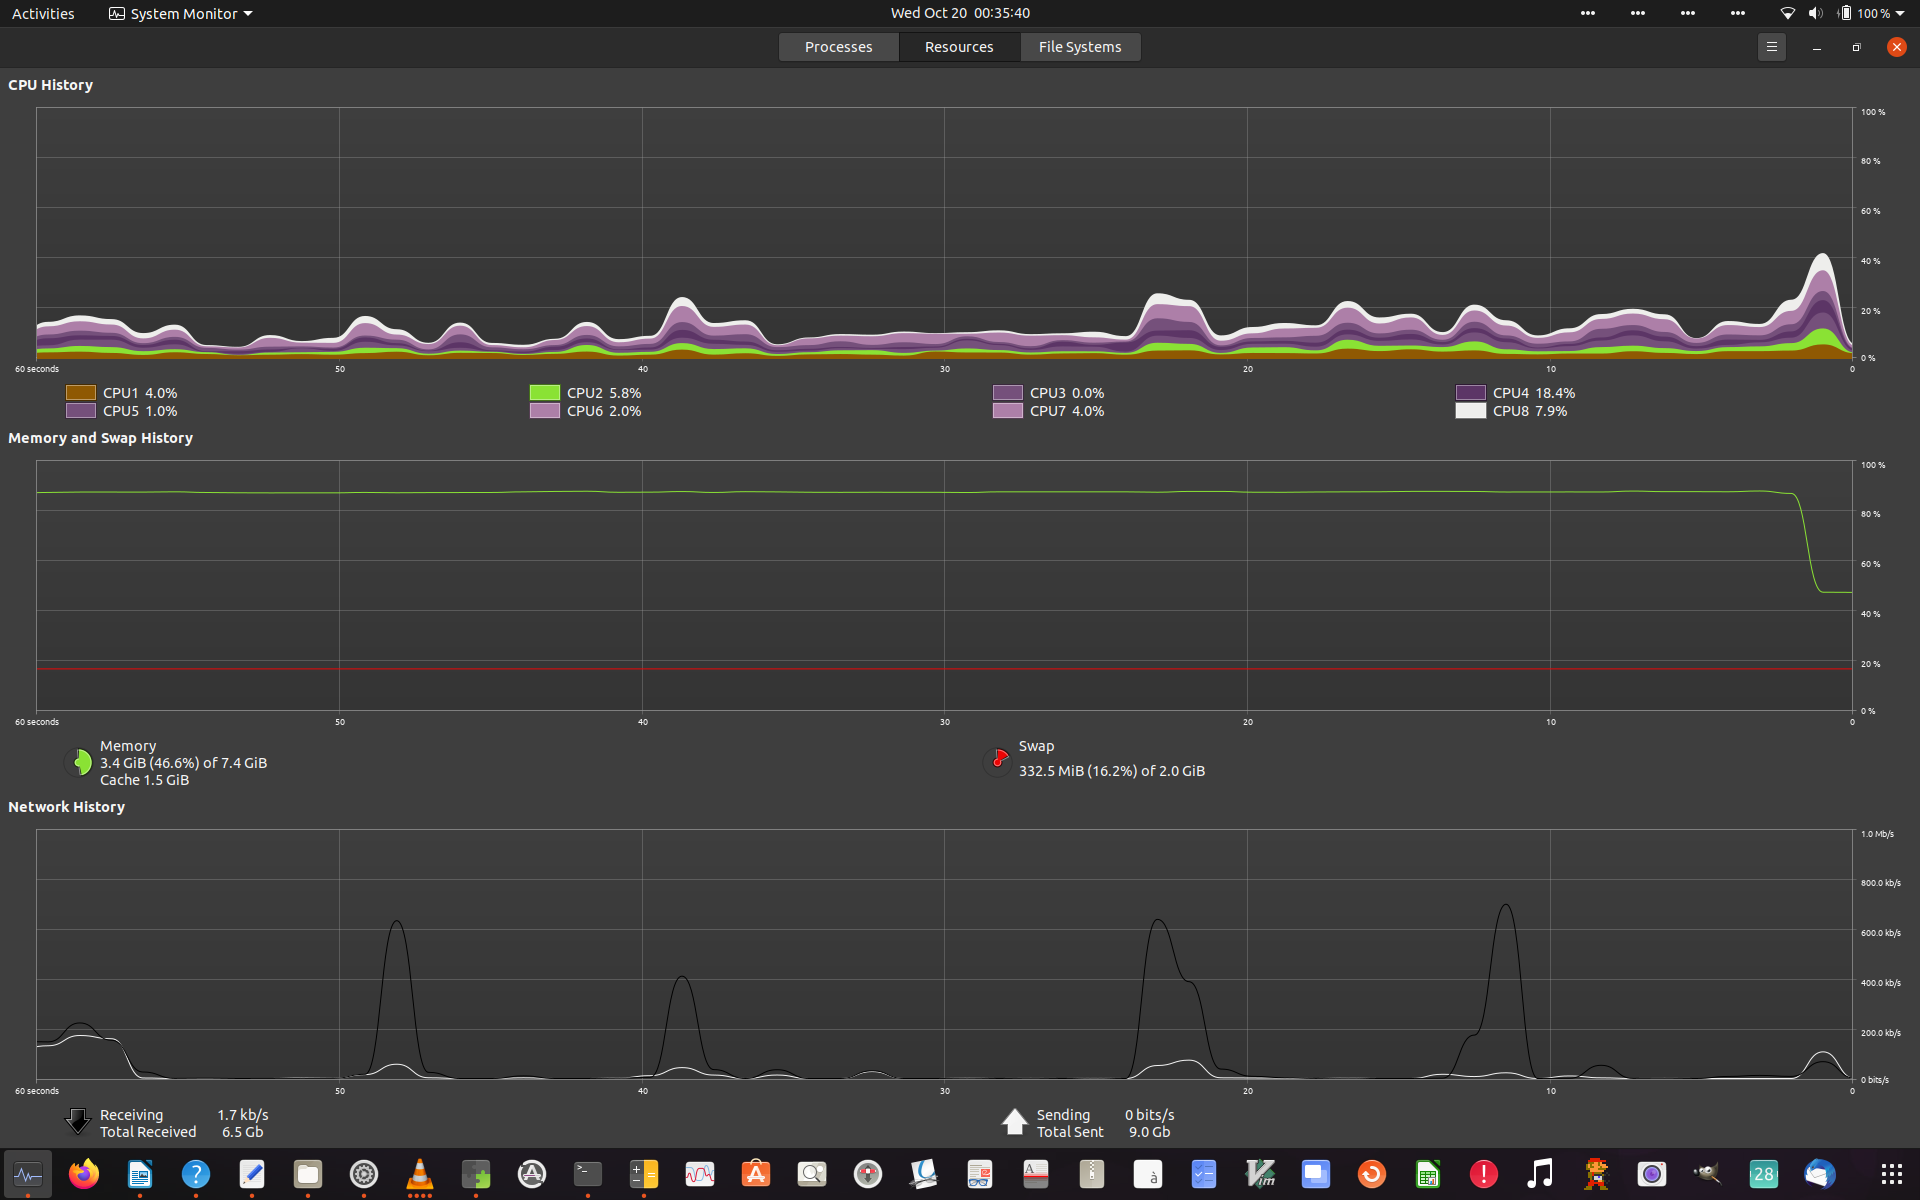 Activities System Monitor Wed Oct 20 00:35:40 100 %
Processes Resources File Systems
CPU History
100 %
80 %
60 %
40 %
20 %
0 %
60 seconds 50 40 30 20 10 0
CPU1 4.0% CPU2 5.8% CPU3 0.0% CPU4 18.4%
CPU5 1.0% CPU6 2.0% CPU7 4.0% CPU8 7.9%
Memory and Swap History
100 %
80 %
60 %
40 %
20 %
0 %
60 seconds 50 40 30 20 10 0
Memory
3.4 GiB (46.6%) of 7.4 GiB
Cache 1.5 GiB
Swap
332.5 MiB (16.2%) of 2.0 GiB
Network History
1.0 Mb/s
800.0 kb/s
600.0 kb/s
400.0 kb/s
200.0 kb/s
0 bits/s
60 seconds 50 40 30 20 10 0
Receiving 1.7 kb/s
Total Received 6.5 Gb
Sending 0 bits/s
Total Sent 9.0 Gb
? >_ A à Vim ! 28